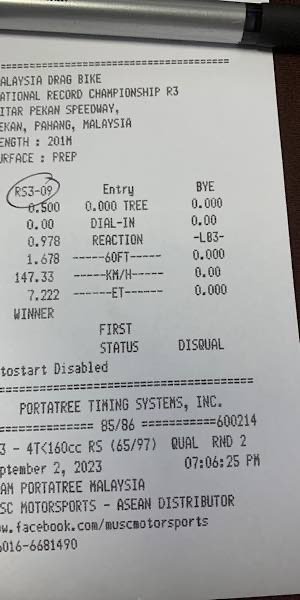 ===========================================
ALAYSIA DRAG BIKE
ATIONAL RECORD CHAMPIONSHIP R3
ITAR PEKAN SPEEDWAY,
EKAN, PAHANG, MALAYSIA
ENGTH : 201M
URFACE : PREP
RS3-09 Entry BYE
0.500 0.000 TREE 0.000
0.00 DIAL-IN 0.00
0.978 REACTION -L03-
1.678 -----60FT----- 0.000
147.33 -----KM/H----- 0.00
7.222 ------ET------ 0.000
WINNER
FIRST
STATUS DISQUAL
tostart Disabled
===========================================
PORTATREE TIMING SYSTEMS, INC.
============== 85/86 ===========600214
3 - 4T<160cc RS (65/97) QUAL RND 2
ptember 2, 2023 07:06:25 PM
AM PORTATREE MALAYSIA
SC MOTORSPORTS - ASEAN DISTRIBUTOR
w.facebook.com/muscmotorsports
6016-6681490